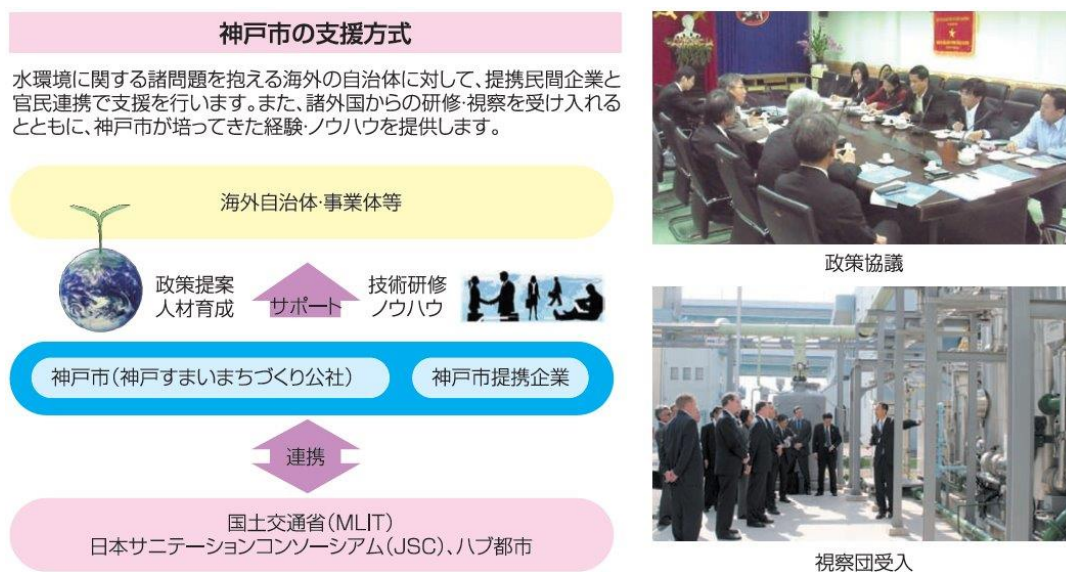 神戸市の支援方式
水環境に関する諸問題を抱える海外の自治体に対して、提携民間企業と
官民連携で支援を行います。また、諸外国からの研修・視察を受け入れる
とともに、神戸市が培ってきた経験・ノウハウを提供します。
海外自治体・事業体等
政策提案
人材育成
サポート
技術研修
ノウハウ
神戸市（神戸すまいまちづくり公社）
神戸市提携企業
連携
国土交通省（MLIT）
日本サニテーションコンソーシアム（JSC）、ハブ都市
政策協議
視察団受入